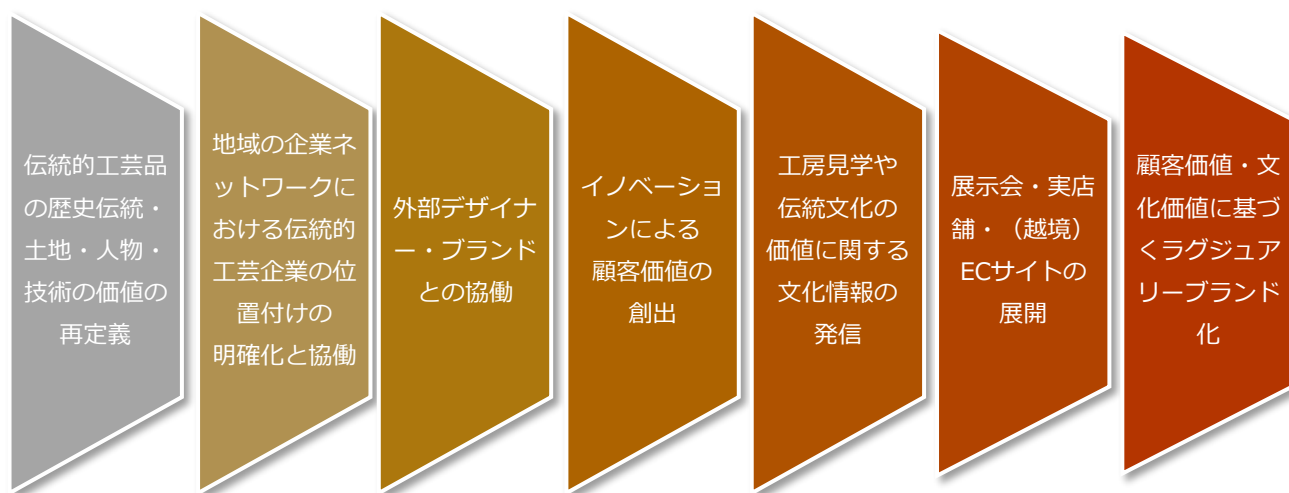 伝統的工芸品
の歴史伝統・
土地・人物・
技術の価値の
再定義
地域の企業ネ
ットワークに
おける伝統的
工芸企業の位
置付けの
明確化と協働
外部デザイナ
ー・ブランド
との協働
イノベーショ
ンによる
顧客価値の
創出
工房見学や
伝統文化の
価値に関する
文化情報の
発信
展示会・実店
舗・（越境）
ECサイトの
展開
顧客価値・文
化価値に基づ
くラグジュア
リーブランド
化